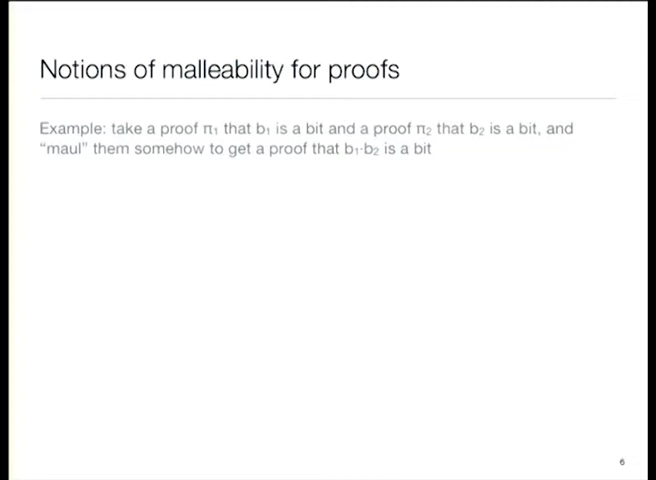 Notions of malleability for proofs
Example: take a proof π₁ that b₁ is a bit and a proof π₂ that b₂ is a bit, and
“maul” them somehow to get a proof that b₁·b₂ is a bit
6